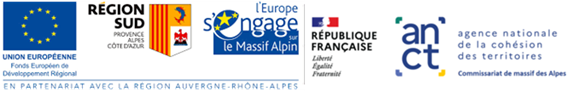 UNION EUROPÉENNE
Fonds Européen de
Développement Régional
RÉGION
SUD
PROVENCE
ALPES
CÔTE D'AZUR
l'Europe
s'engage
sur
le Massif Alpin
EN PARTENARIAT AVEC LA RÉGION AUVERGNE-RHÔNE-ALPES
RÉPUBLIQUE
FRANÇAISE
Liberté
Égalité
Fraternité
anct
agence nationale
de la cohésion
des territoires
Commissariat de massif des Alpes